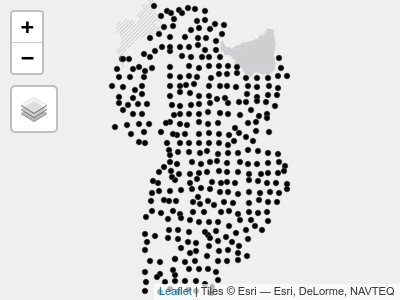 +
−
Leaflet | Tiles © Esri — Esri, DeLorme, NAVTEQ